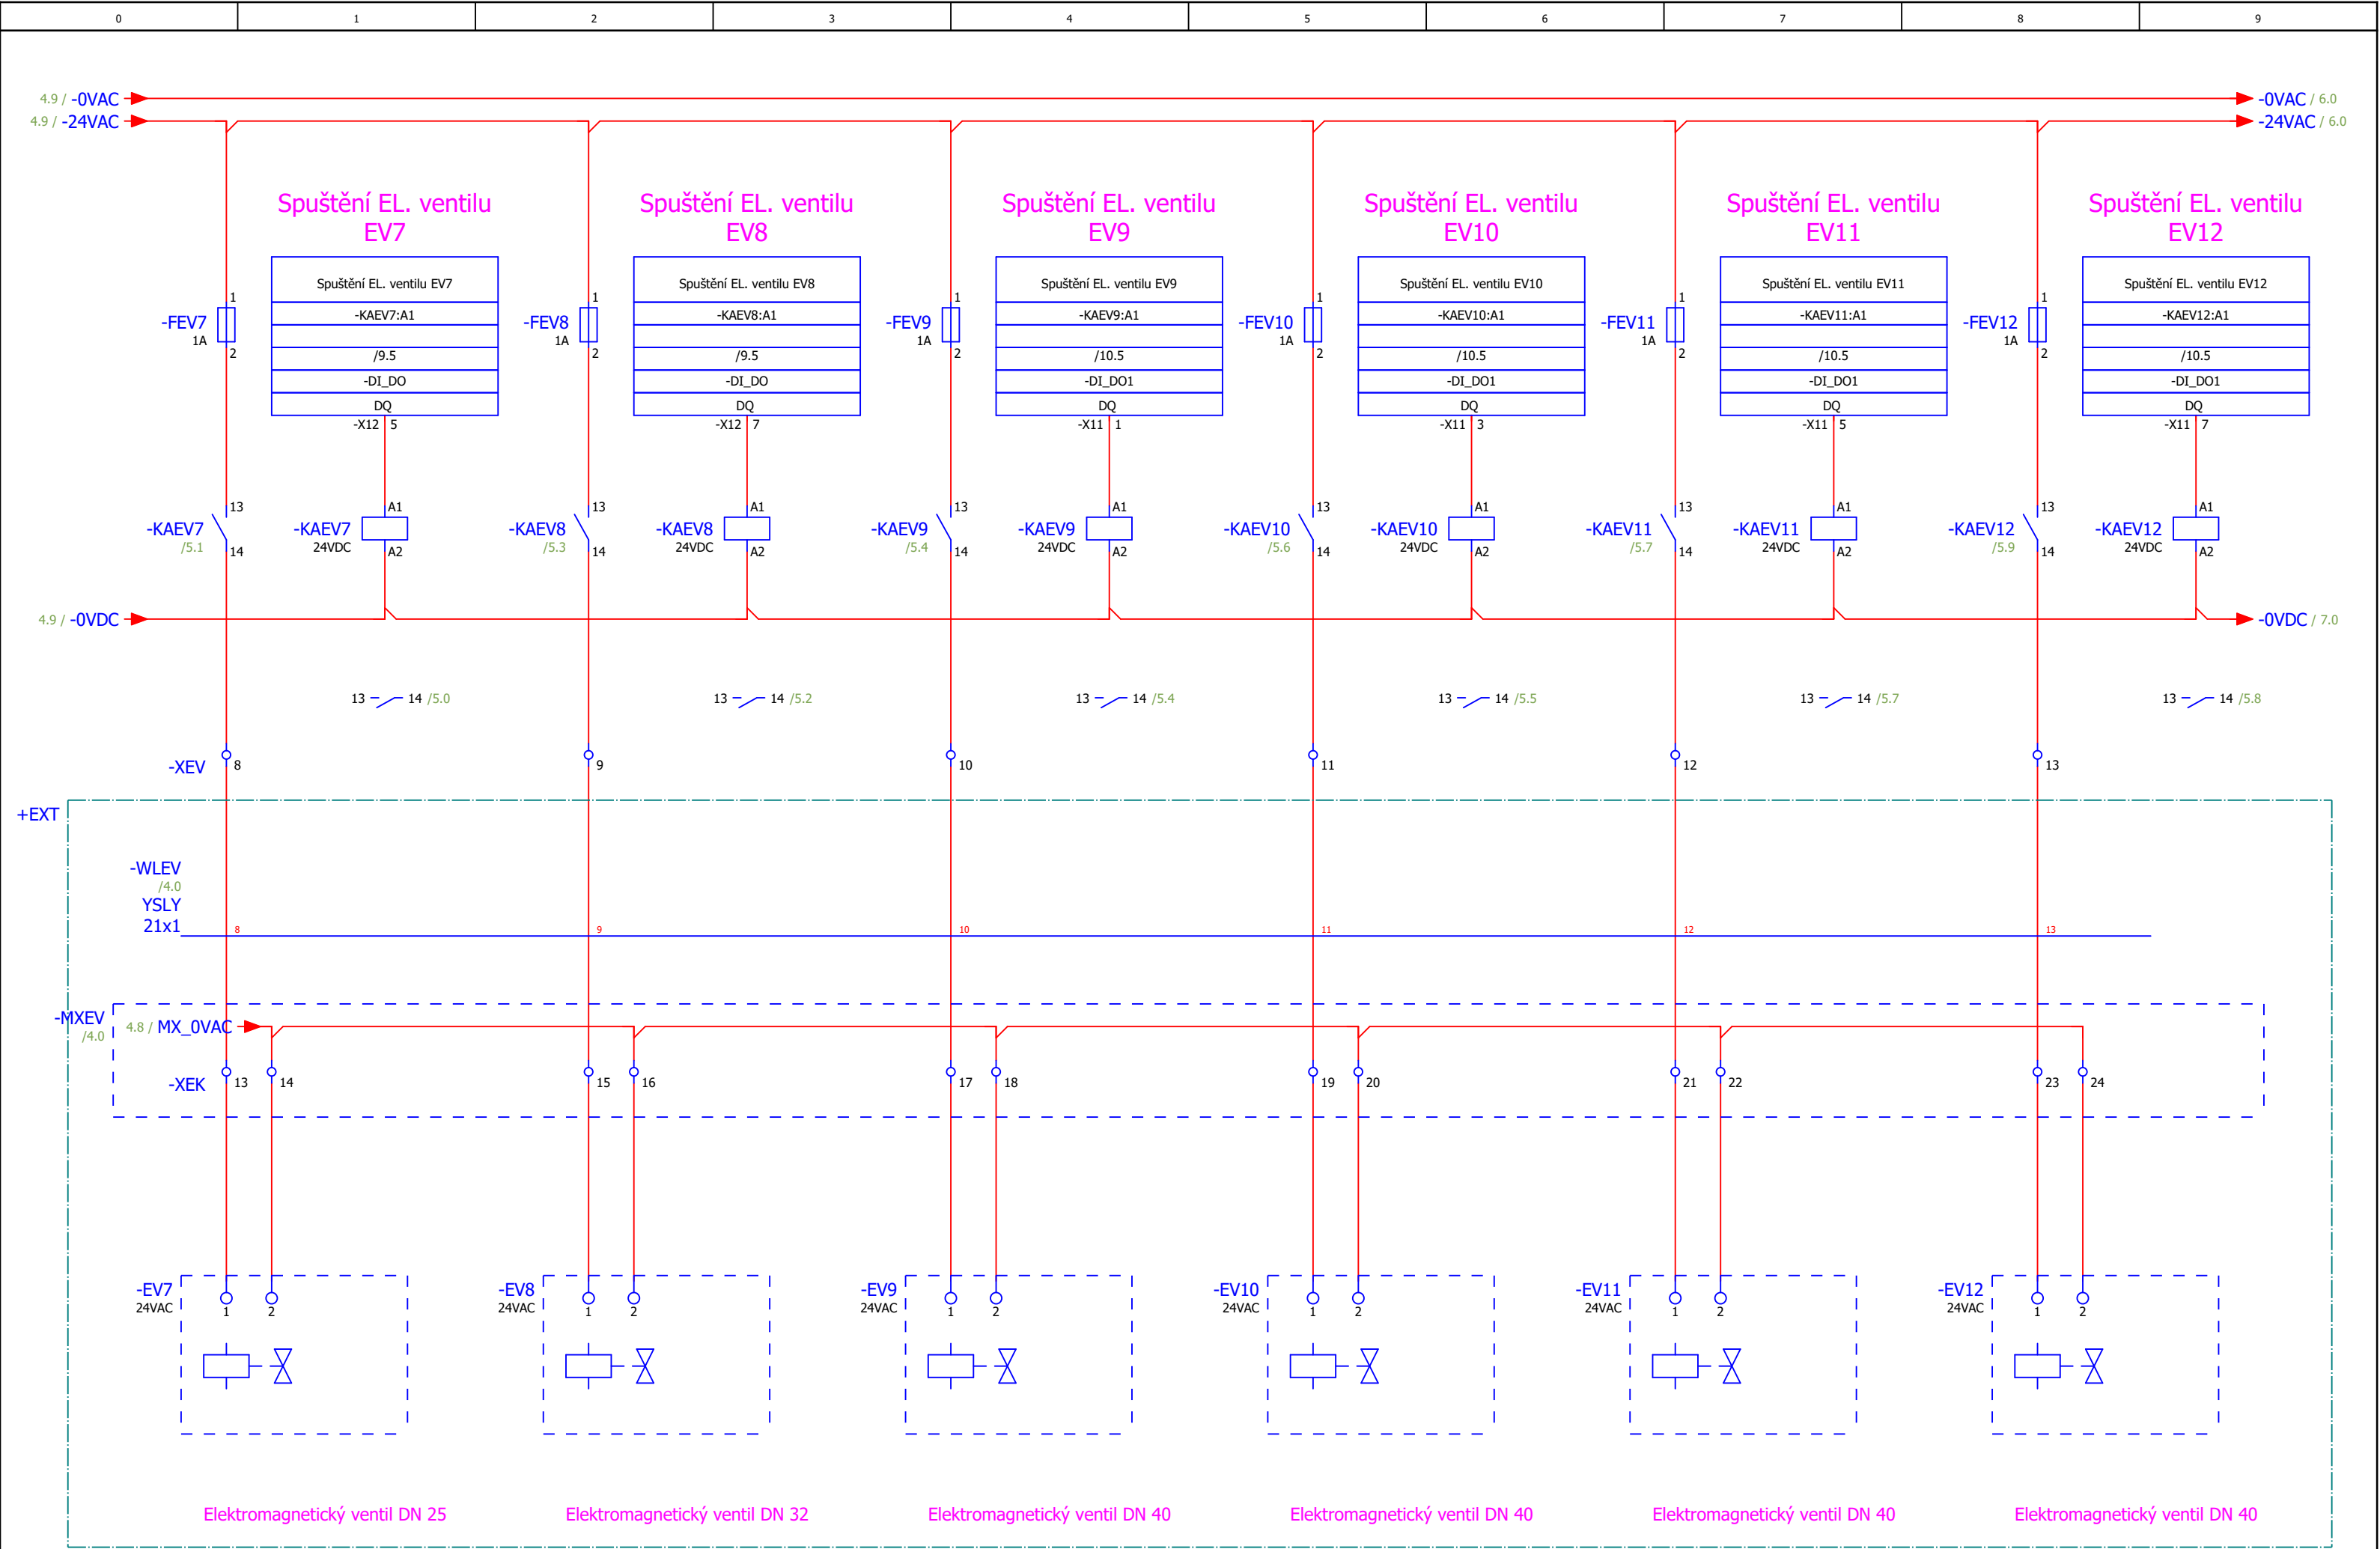 0 1 2 3 4 5 6 7 8 9
4.9 / -0VAC -0VAC / 6.0
4.9 / -24VAC -24VAC / 6.0
Spuštění EL. ventilu Spuštění EL. ventilu Spuštění EL. ventilu Spuštění EL. ventilu Spuštění EL. ventilu Spuštění EL. ventilu
EV7 EV8 EV9 EV10 EV11 EV12
Spuštění EL. ventilu EV7 Spuštění EL. ventilu EV8 Spuštění EL. ventilu EV9 Spuštění EL. ventilu EV10 Spuštění EL. ventilu EV11 Spuštění EL. ventilu EV12
1 1 1 1 1 1
-KAEV7:A1 -KAEV8:A1 -KAEV9:A1 -KAEV10:A1 -KAEV11:A1 -KAEV12:A1
-FEV7 -FEV8 -FEV9 -FEV10 -FEV11 -FEV12
1A 1A 1A 1A 1A 1A
2 /9.5 2 /9.5 2 /10.5 2 /10.5 2 /10.5 2 /10.5
-DI_DO -DI_DO -DI_DO1 -DI_DO1 -DI_DO1 -DI_DO1
DQ DQ DQ DQ DQ DQ
-X12 5 -X12 7 -X11 1 -X11 3 -X11 5 -X11 7
13 A1 13 A1 13 A1 13 A1 13 A1 13 A1
-KAEV7 -KAEV7 -KAEV8 -KAEV8 -KAEV9 -KAEV9 -KAEV10 -KAEV10 -KAEV11 -KAEV11 -KAEV12 -KAEV12
/5.1 24VDC /5.3 24VDC /5.4 24VDC /5.6 24VDC /5.7 24VDC /5.9 24VDC
14 A2 14 A2 14 A2 14 A2 14 A2 14 A2
4.9 / -0VDC -0VDC / 7.0
13 14 /5.0 13 14 /5.2 13 14 /5.4 13 14 /5.5 13 14 /5.7 13 14 /5.8
-XEV 8 9 10 11 12 13
+EXT
-WLEV
/4.0
YSLY
21x1
8 9 10 11 12 13
-MXEV
/4.0
4.8 / MX_0VAC
-XEK 13 14 15 16 17 18 19 20 21 22 23 24
-EV7 -EV8 -EV9 -EV10 -EV11 -EV12
24VAC 24VAC 24VAC 24VAC 24VAC 24VAC
1 2 1 2 1 2 1 2 1 2 1 2
Elektromagnetický ventil DN 25 Elektromagnetický ventil DN 32 Elektromagnetický ventil DN 40 Elektromagnetický ventil DN 40 Elektromagnetický ventil DN 40 Elektromagnetický ventil DN 40